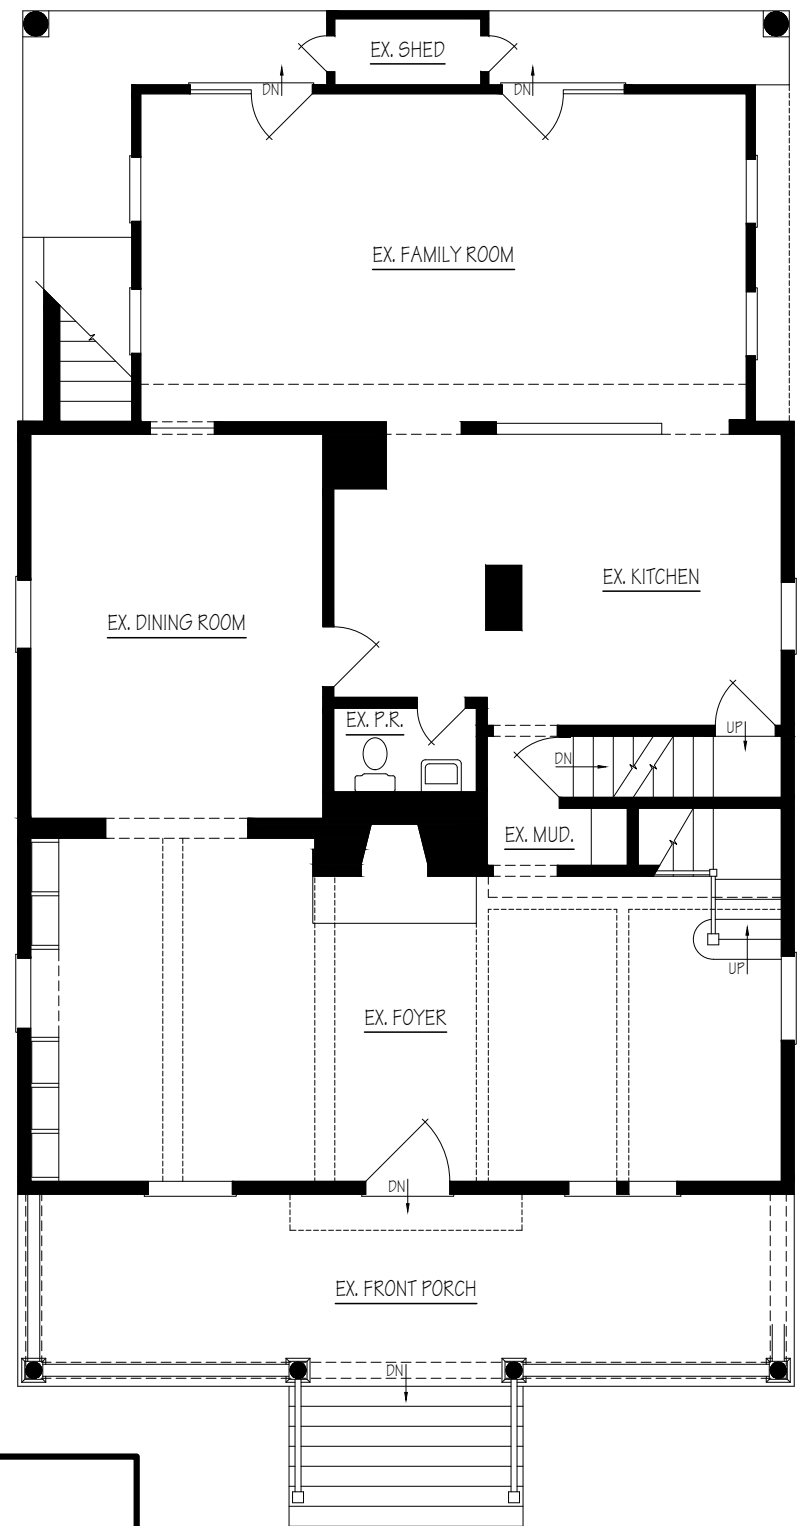 EX. SHED
DN
DN
EX. FAMILY ROOM
EX. KITCHEN
EX. DINING ROOM
EX. P.R.
UP
DN
EX. MUD.
UP
EX. FOYER
DN
EX. FRONT PORCH
DN